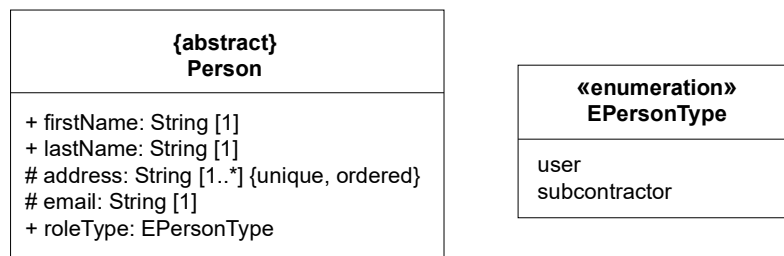 {abstract}
Person
+ firstName: String [1]
+ lastName: String [1]
# address: String [1..*] {unique, ordered}
# email: String [1]
+ roleType: EPersonType
«enumeration»
EPersonType
user
subcontractor